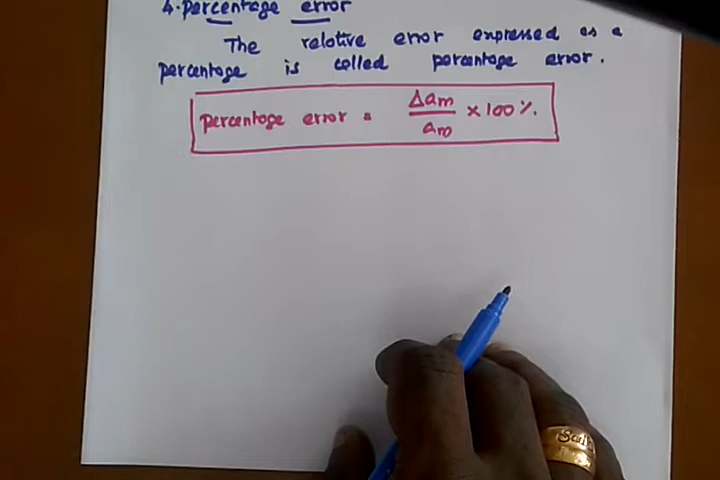 4. Percentage error
The relative error expressed as a
percentage is called percentage error.
Percentage error = Δam/am × 100%.